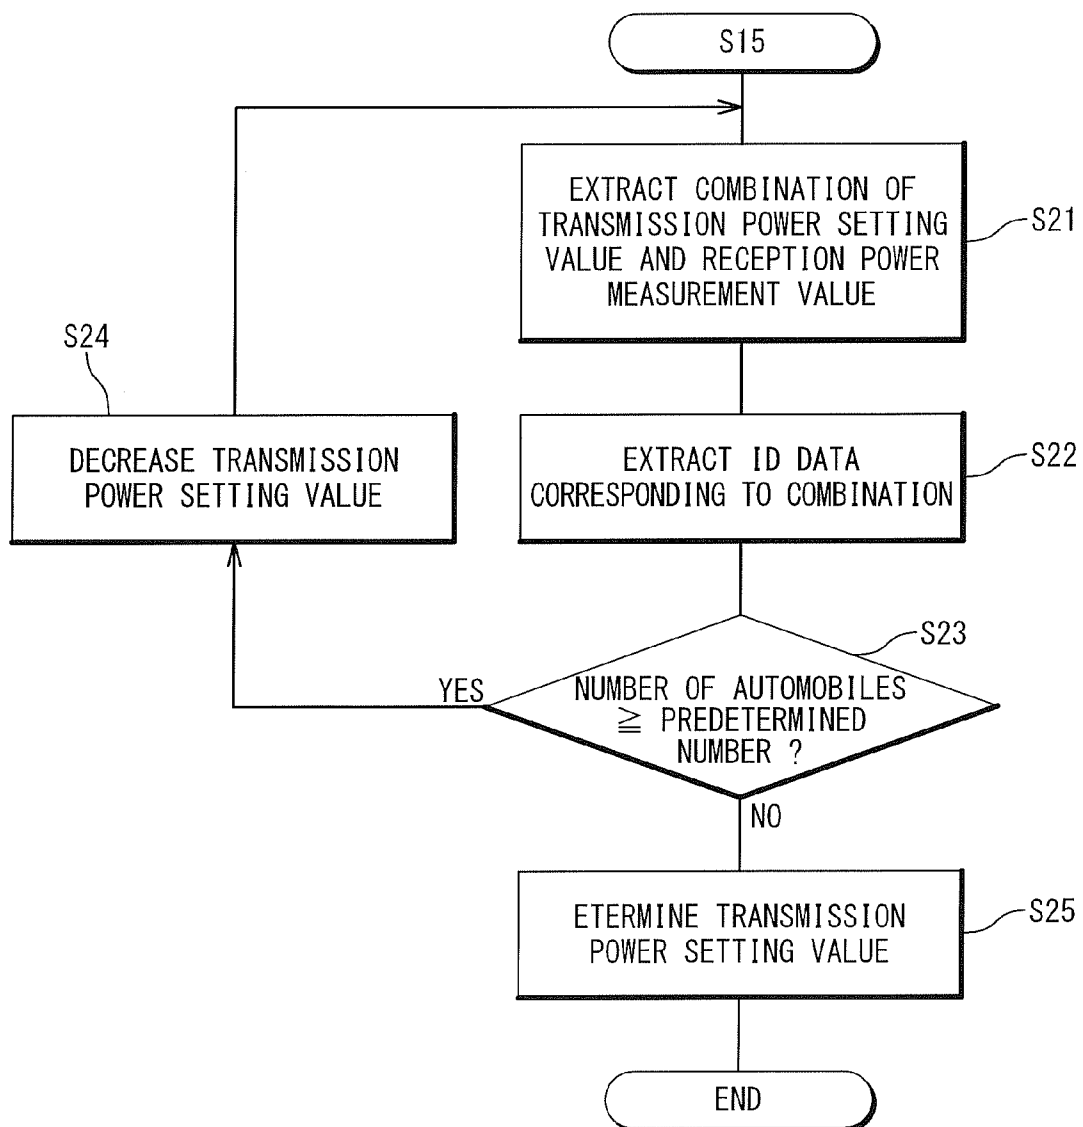 S15
EXTRACT COMBINATION OF
TRANSMISSION POWER SETTING
VALUE AND RECEPTION POWER
MEASUREMENT VALUE
S21
S24
DECREASE TRANSMISSION
POWER SETTING VALUE
EXTRACT ID DATA
CORRESPONDING TO COMBINATION
S22
S23
YES
NUMBER OF AUTOMOBILES
≧ PREDETERMINED
NUMBER ?
NO
ETERMINE TRANSMISSION
POWER SETTING VALUE
S25
END